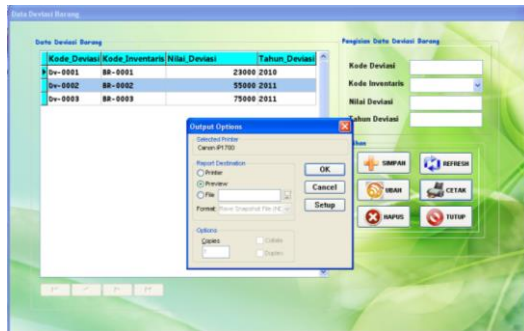 Data Deviasi Barang
Data Deviasi Barang
Kode_Deviasi Kode_Inventaris Nilai_Deviasi Tahun_Deviasi
Dv-0001 BR-0001 23000 2010
Dv-0002 BR-0002 55000 2011
Dv-0003 BR-0003 75000 2011
Pengisian Data Deviasi Barang
Kode Deviasi
Kode Inventaris
Nilai Deviasi
Tahun Deviasi
SIMPAN REFRESH
UBAH CETAK
HAPUS TUTUP
Output Options
Selected Printer
Canon iP1700
Report Destination
Printer
Preview
File
Format: Rave Snapshot File
OK
Cancel
Setup
Options
Copies
Collate
Duplex